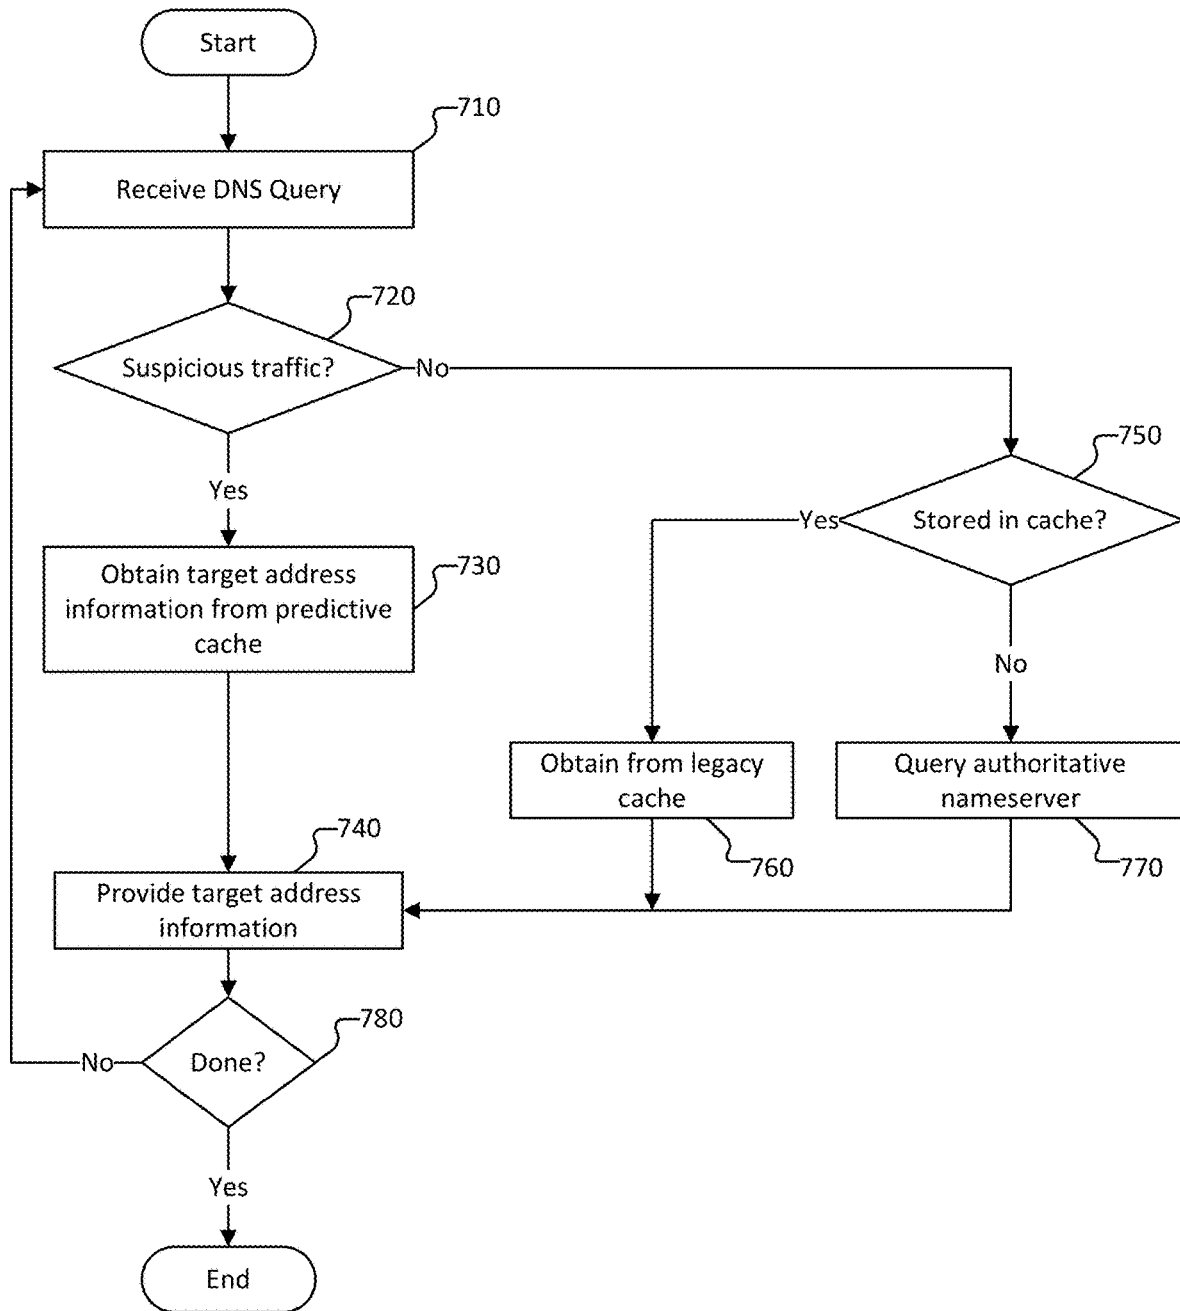 Start
710
Receive DNS Query
720
Suspicious traffic?
No
750
Stored in cache?
Yes
Yes
Obtain target address
information from predictive
cache
730
No
Obtain from legacy
cache
760
Query authoritative
nameserver
770
740
Provide target address
information
780
Done?
No
Yes
End